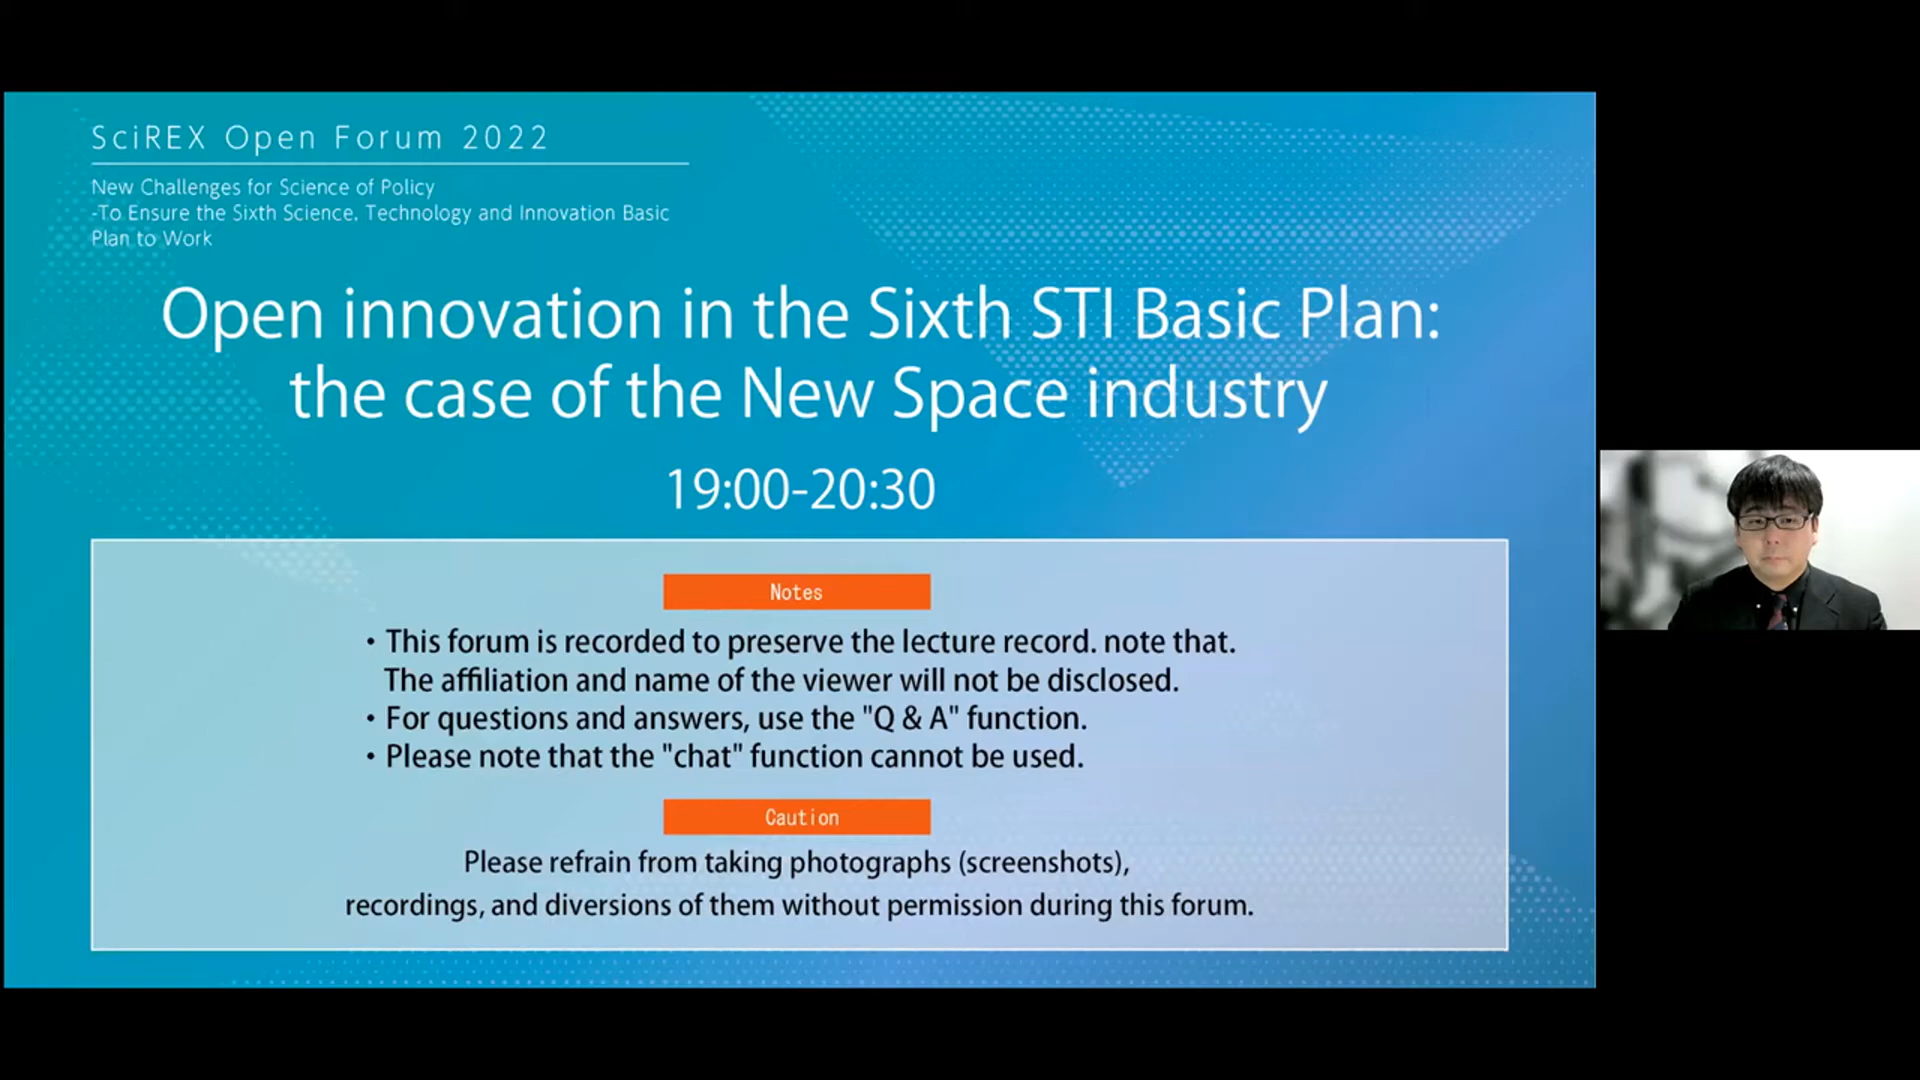 SciREX Open Forum 2022
New Challenges for Science of Policy
-To Ensure the Sixth Science. Technology and Innovation Basic
Plan to Work
Open innovation in the Sixth STI Basic Plan:
the case of the New Space industry
19:00-20:30
Notes
・This forum is recorded to preserve the lecture record. note that.
The affiliation and name of the viewer will not be disclosed.
・For questions and answers, use the "Q & A" function.
・Please note that the "chat" function cannot be used.
Caution
Please refrain from taking photographs (screenshots),
recordings, and diversions of them without permission during this forum.